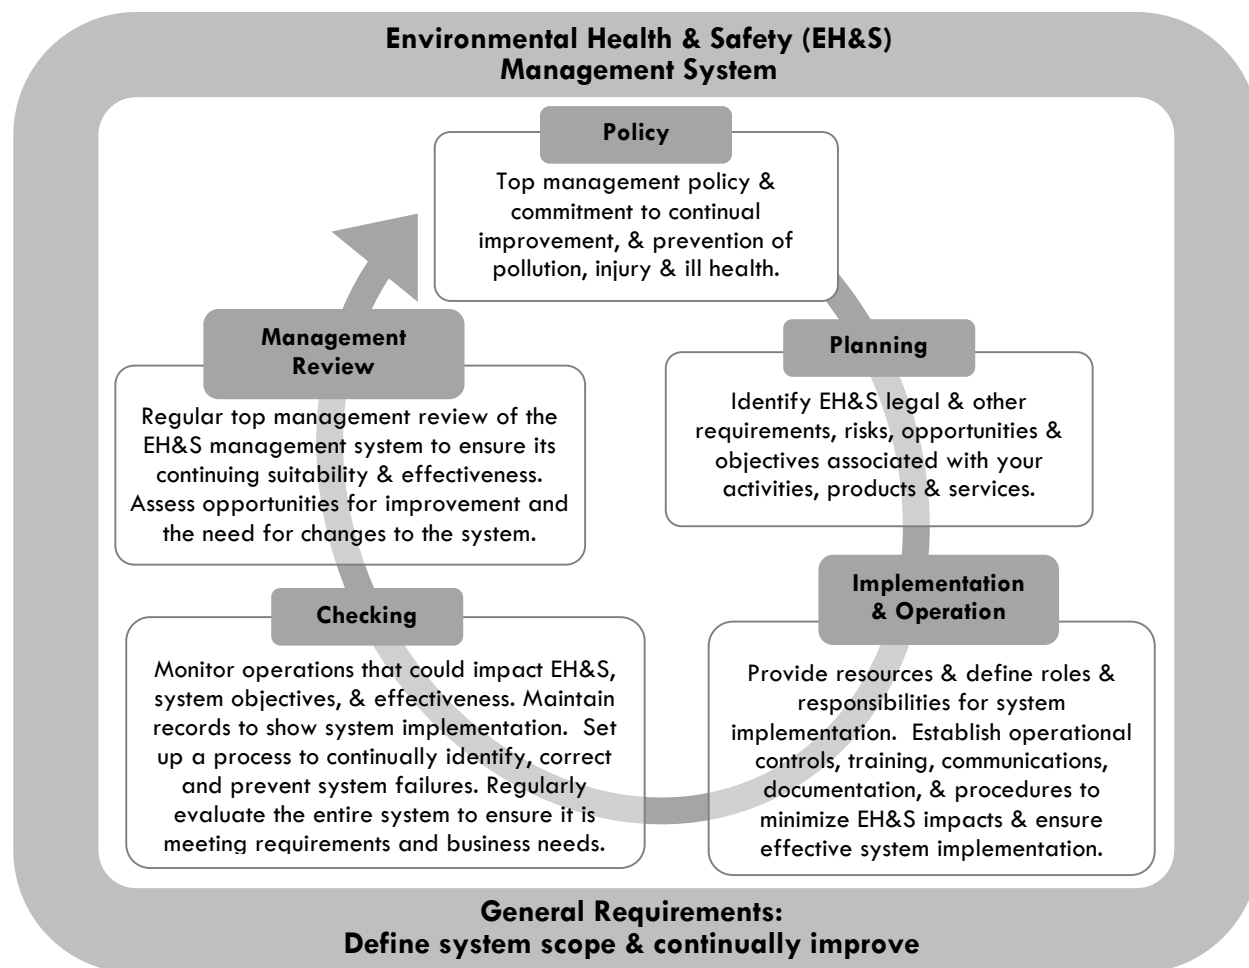 Environmental Health & Safety (EH&S)
Management System
Policy
Top management policy &
commitment to continual
improvement, & prevention of
pollution, injury & ill health.
Planning
Identify EH&S legal & other
requirements, risks, opportunities &
objectives associated with your
activities, products & services.
Implementation
& Operation
Provide resources & define roles &
responsibilities for system
implementation.  Establish operational
controls, training, communications,
documentation, & procedures to
minimize EH&S impacts & ensure
effective system implementation.
Checking
Monitor operations that could impact EH&S,
system objectives, & effectiveness. Maintain
records to show system implementation.  Set
up a process to continually identify, correct
and prevent system failures. Regularly
evaluate the entire system to ensure it is
meeting requirements and business needs.
Management
Review
Regular top management review of the
EH&S management system to ensure its
continuing suitability & effectiveness.
Assess opportunities for improvement and
the need for changes to the system.
General Requirements:
Define system scope & continually improve